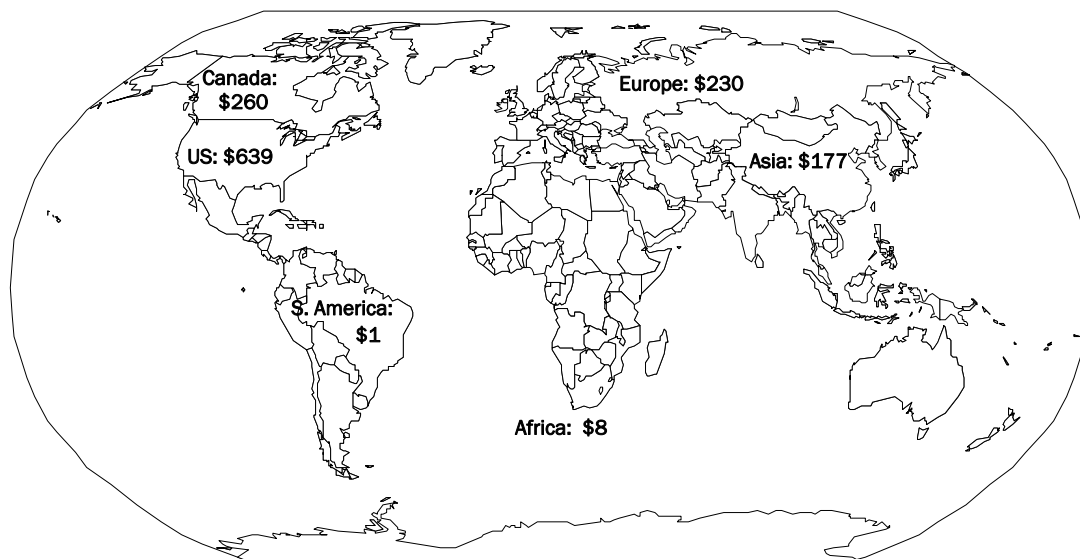 Canada:
$260
Europe: $230
US: $639
Asia: $177
S. America:
$1
Africa: $8